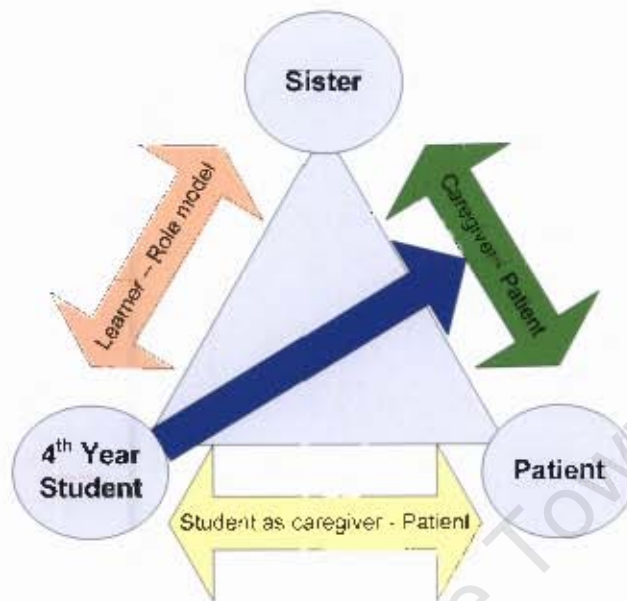 Sister
Learner – Role model
Caregiver - Patient
4th Year
Student
Patient
Student as caregiver - Patient